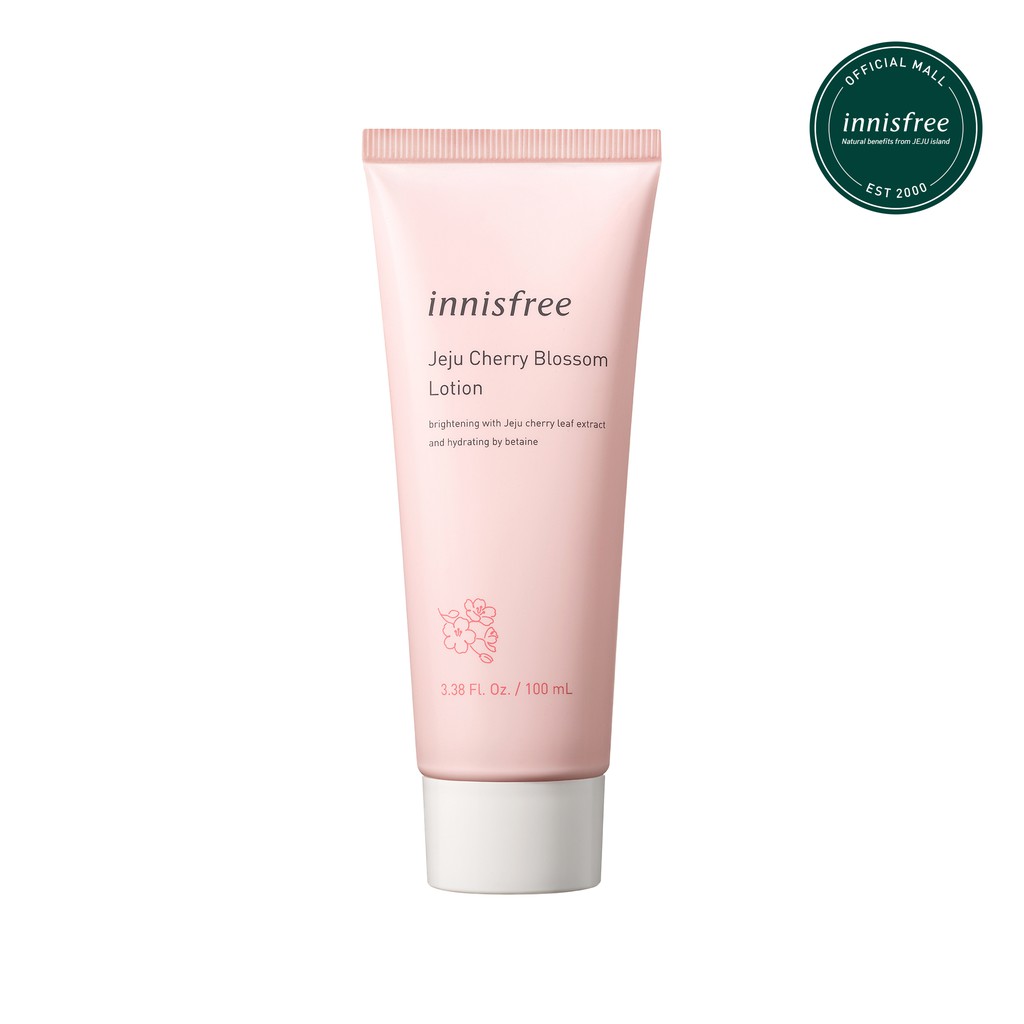 OFFICIAL MALL
innisfree
Natural benefits from JEJU island
EST 2000
innisfree
Jeju Cherry Blossom
Lotion
brightening with Jeju cherry leaf extract
and hydrating by betaine
3.38 Fl. Oz. / 100 mL